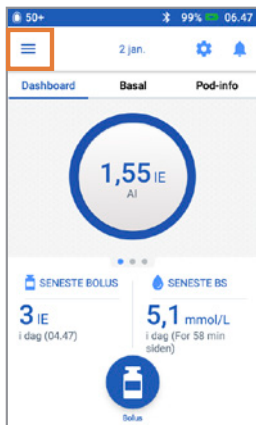 50+ 99% 06.47
2 jan.
Dashboard Basal Pod-info
1,55 IE
AI
SENESTE BOLUS SENESTE BS
3 IE 5,1 mmol/L
i dag (04.47) i dag (For 58 min
siden)
Bolus